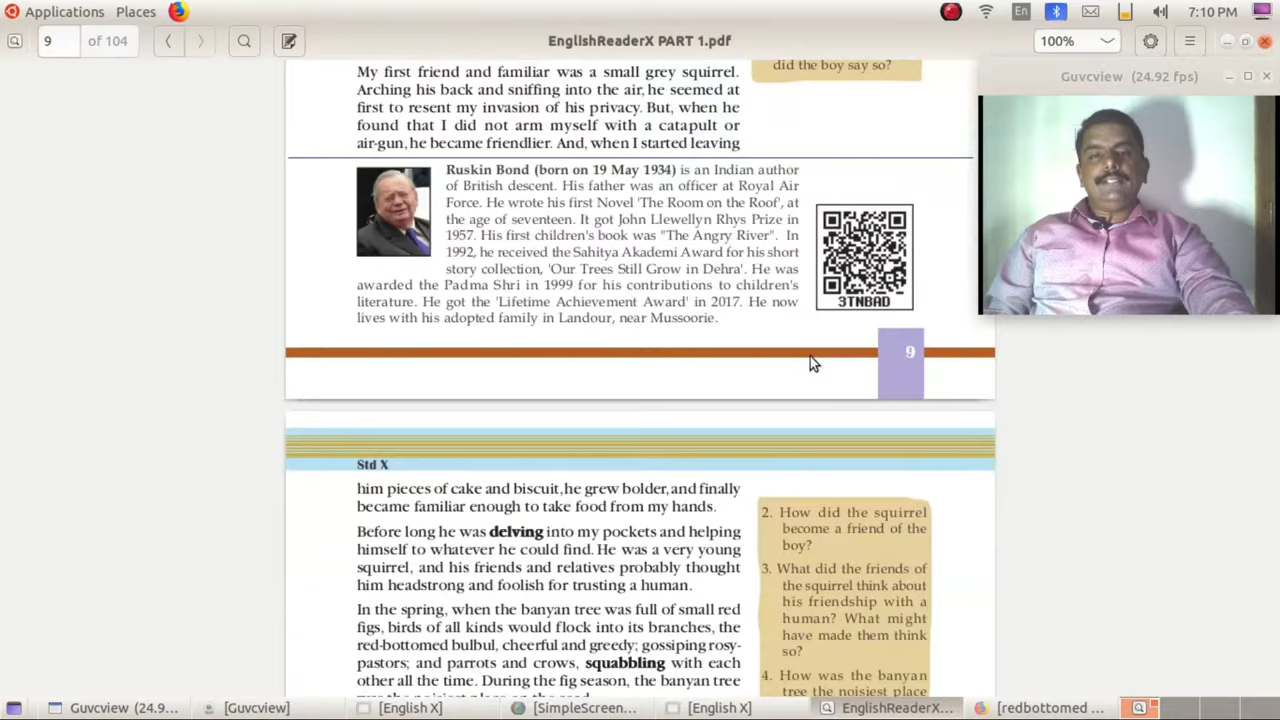 Applications Places
En
7:10 PM
9 of 104
EnglishReaderX PART 1.pdf
100%
Guvcview (24.92 fps)
did the boy say so?
My first friend and familiar was a small grey squirrel.
Arching his back and sniffing into the air, he seemed at
first to resent my invasion of his privacy. But, when he
found that I did not arm myself with a catapult or
air-gun, he became friendlier. And, when I started leaving
Ruskin Bond (born on 19 May 1934) is an Indian author
of British descent. His father was an officer at Royal Air
Force. He wrote his first Novel 'The Room on the Roof', at
the age of seventeen. It got John Llewellyn Rhys Prize in
1957. His first children's book was "The Angry River". In
1992, he received the Sahitya Akademi Award for his short
story collection, 'Our Trees Still Grow in Dehra'. He was
awarded the Padma Shri in 1999 for his contributions to children's
literature. He got the 'Lifetime Achievement Award' in 2017. He now
lives with his adopted family in Landour, near Mussoorie.
3TNBAD
9
Std X
him pieces of cake and biscuit, he grew bolder, and finally
became familiar enough to take food from my hands.
Before long he was delving into my pockets and helping
himself to whatever he could find. He was a very young
squirrel, and his friends and relatives probably thought
him headstrong and foolish for trusting a human.
In the spring, when the banyan tree was full of small red
figs, birds of all kinds would flock into its branches, the
red-bottomed bulbul, cheerful and greedy; gossiping rosy-
pastors; and parrots and crows, squabbling with each
other all the time. During the fig season, the banyan tree
2. How did the squirrel
become a friend of the
boy?
3. What did the friends of
the squirrel think about
his friendship with a
human? What might
have made them think
so?
4. How was the banyan
tree the noisiest place
Guvcview (24.9...
[Guvcview]
[English X]
[SimpleScreen...
[English X]
EnglishReaderX...
[redbottomed ...